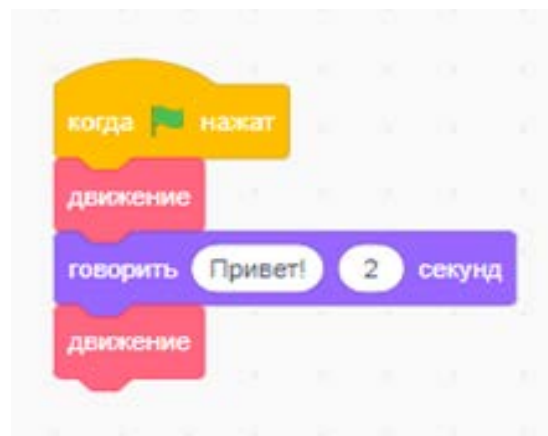 когда нажат
движение
говорить Привет! 2 секунд
движение